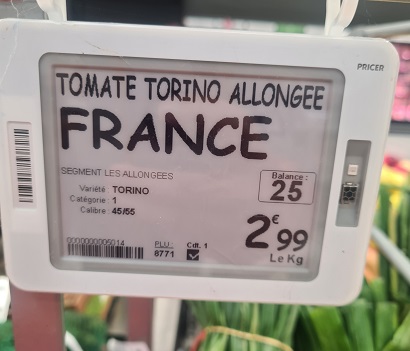 PRICER
TOMATE TORINO ALLONGEE
FRANCE
SEGMENT LES ALLONGEES
Variété : TORINO
Catégorie : 1
Calibre : 45/55
Balance :
25
2€99
Le Kg
0000000005014
PLU :
8771
Cdt. 1